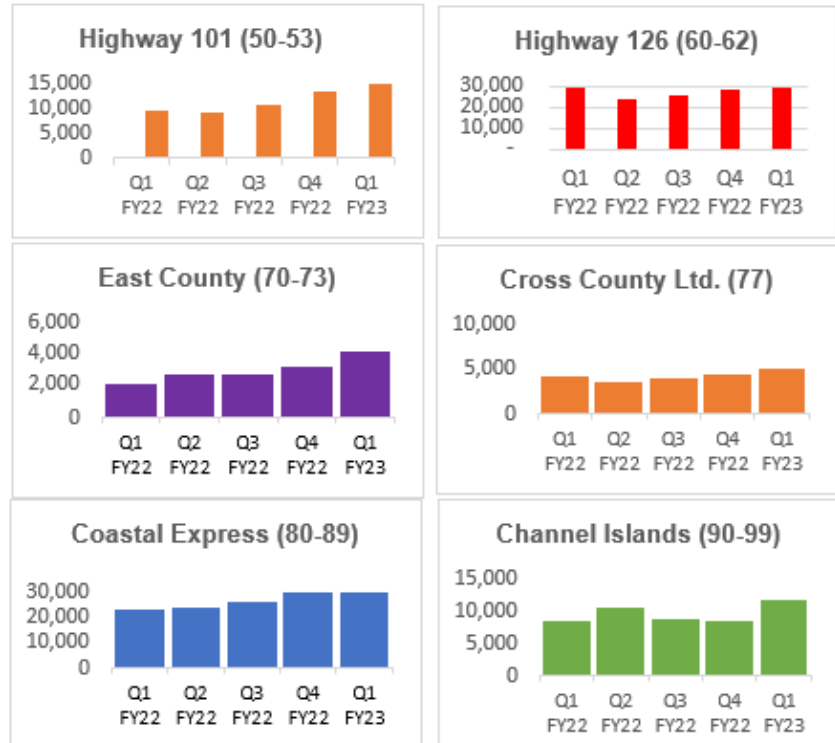 Highway 101 (50-53)
15,000
10,000
5,000
0
Q1 Q2 Q3 Q4 Q1
FY22 FY22 FY22 FY22 FY23
Highway 126 (60-62)
30,000
20,000
10,000
-
Q1 Q2 Q3 Q4 Q1
FY22 FY22 FY22 FY22 FY23
East County (70-73)
6,000
4,000
2,000
0
Q1 Q2 Q3 Q4 Q1
FY22 FY22 FY22 FY22 FY23
Cross County Ltd. (77)
10,000
5,000
0
Q1 Q2 Q3 Q4 Q1
FY22 FY22 FY22 FY22 FY23
Coastal Express (80-89)
30,000
20,000
10,000
0
Q1 Q2 Q3 Q4 Q1
FY22 FY22 FY22 FY22 FY23
Channel Islands (90-99)
15,000
10,000
5,000
0
Q1 Q2 Q3 Q4 Q1
FY22 FY22 FY22 FY22 FY23